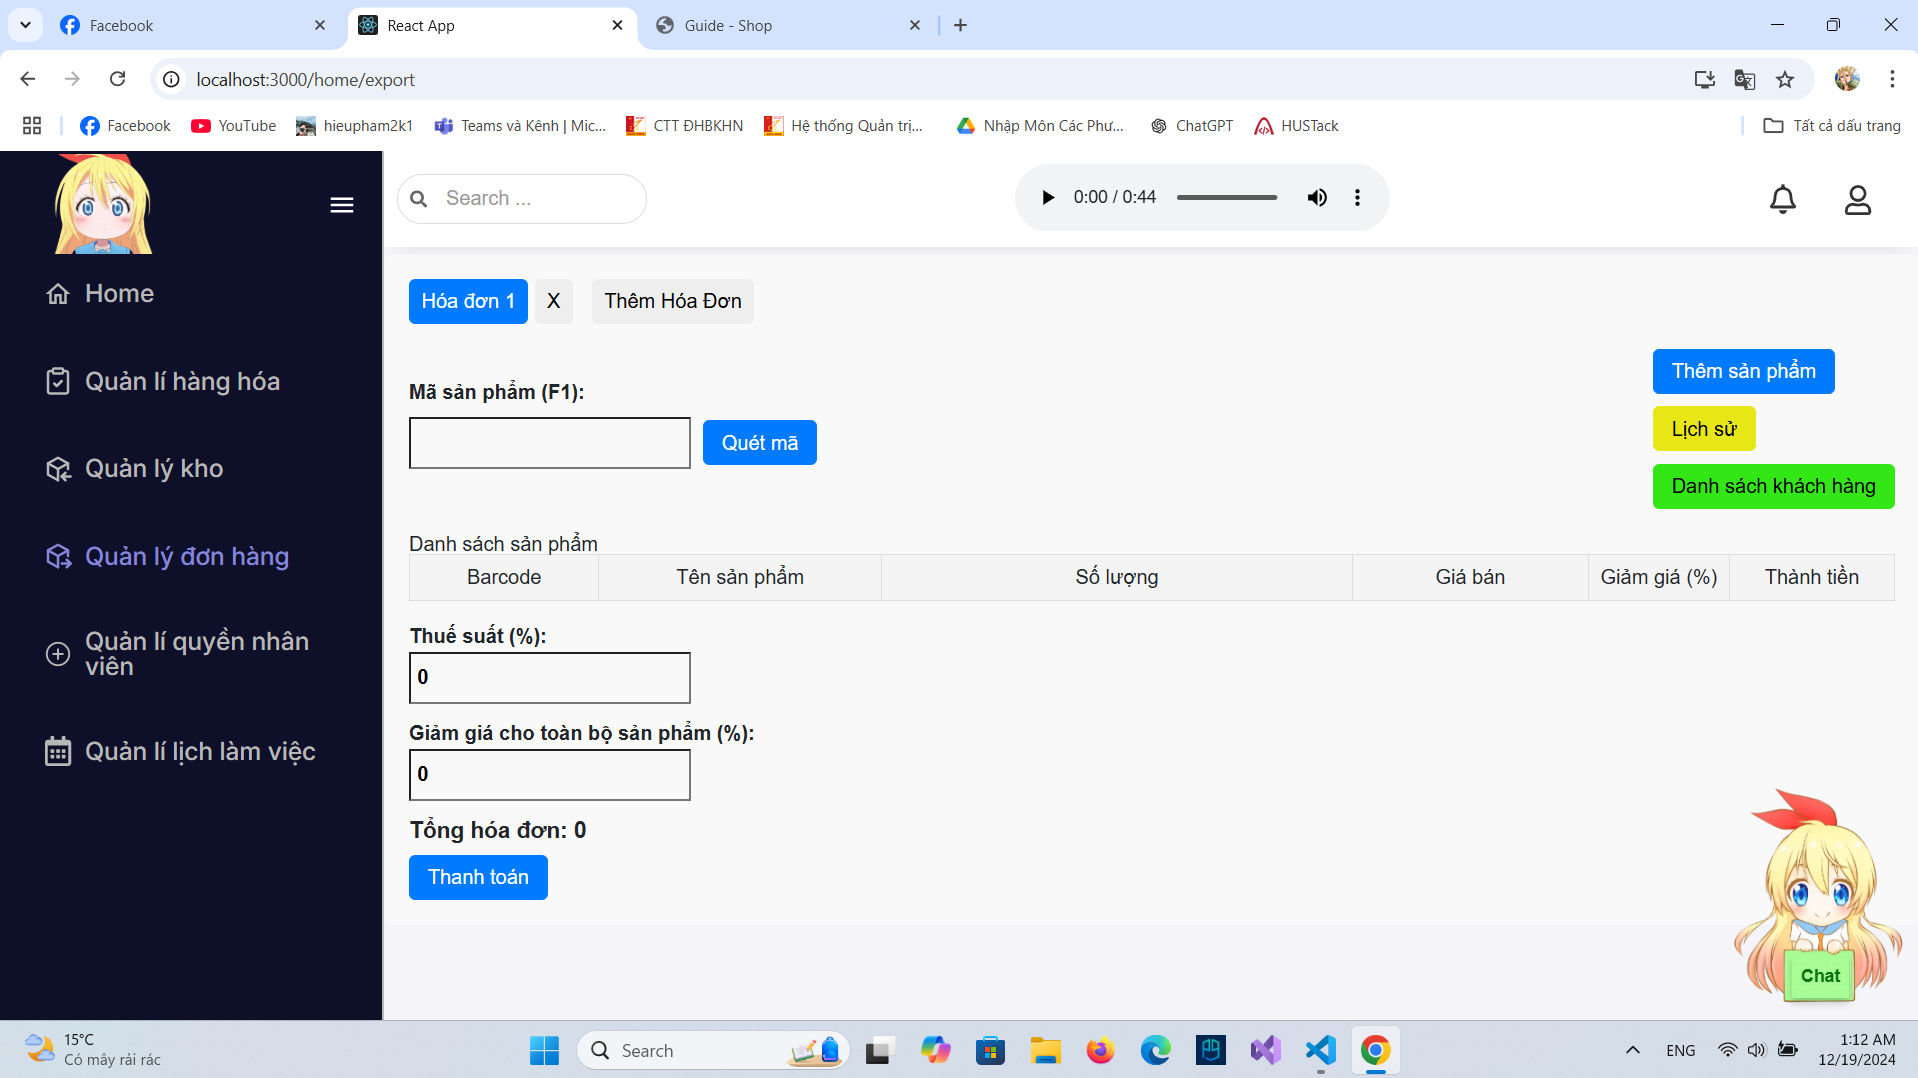 Facebook
React App
Guide - Shop
localhost:3000/home/export
Facebook
YouTube
hieupham2k1
Teams và Kênh | Mic...
CTT ĐHBKHN
Hệ thống Quản trị...
Nhập Môn Các Phư...
ChatGPT
HUSTack
Tất cả dấu trang
Search ...
0:00 / 0:44
Home
Quản lí hàng hóa
Quản lý kho
Quản lý đơn hàng
Quản lí quyền nhân
viên
Quản lí lịch làm việc
Hóa đơn 1
X
Thêm Hóa Đơn
Thêm sản phẩm
Lịch sử
Danh sách khách hàng
Mã sản phẩm (F1):
Quét mã
Danh sách sản phẩm
Barcode
Tên sản phẩm
Số lượng
Giá bán
Giảm giá (%)
Thành tiền
Thuế suất (%):
0
Giảm giá cho toàn bộ sản phẩm (%):
0
Tổng hóa đơn: 0
Thanh toán
Chat
15°C
Có mây rải rác
Search
ENG
1:12 AM
12/19/2024